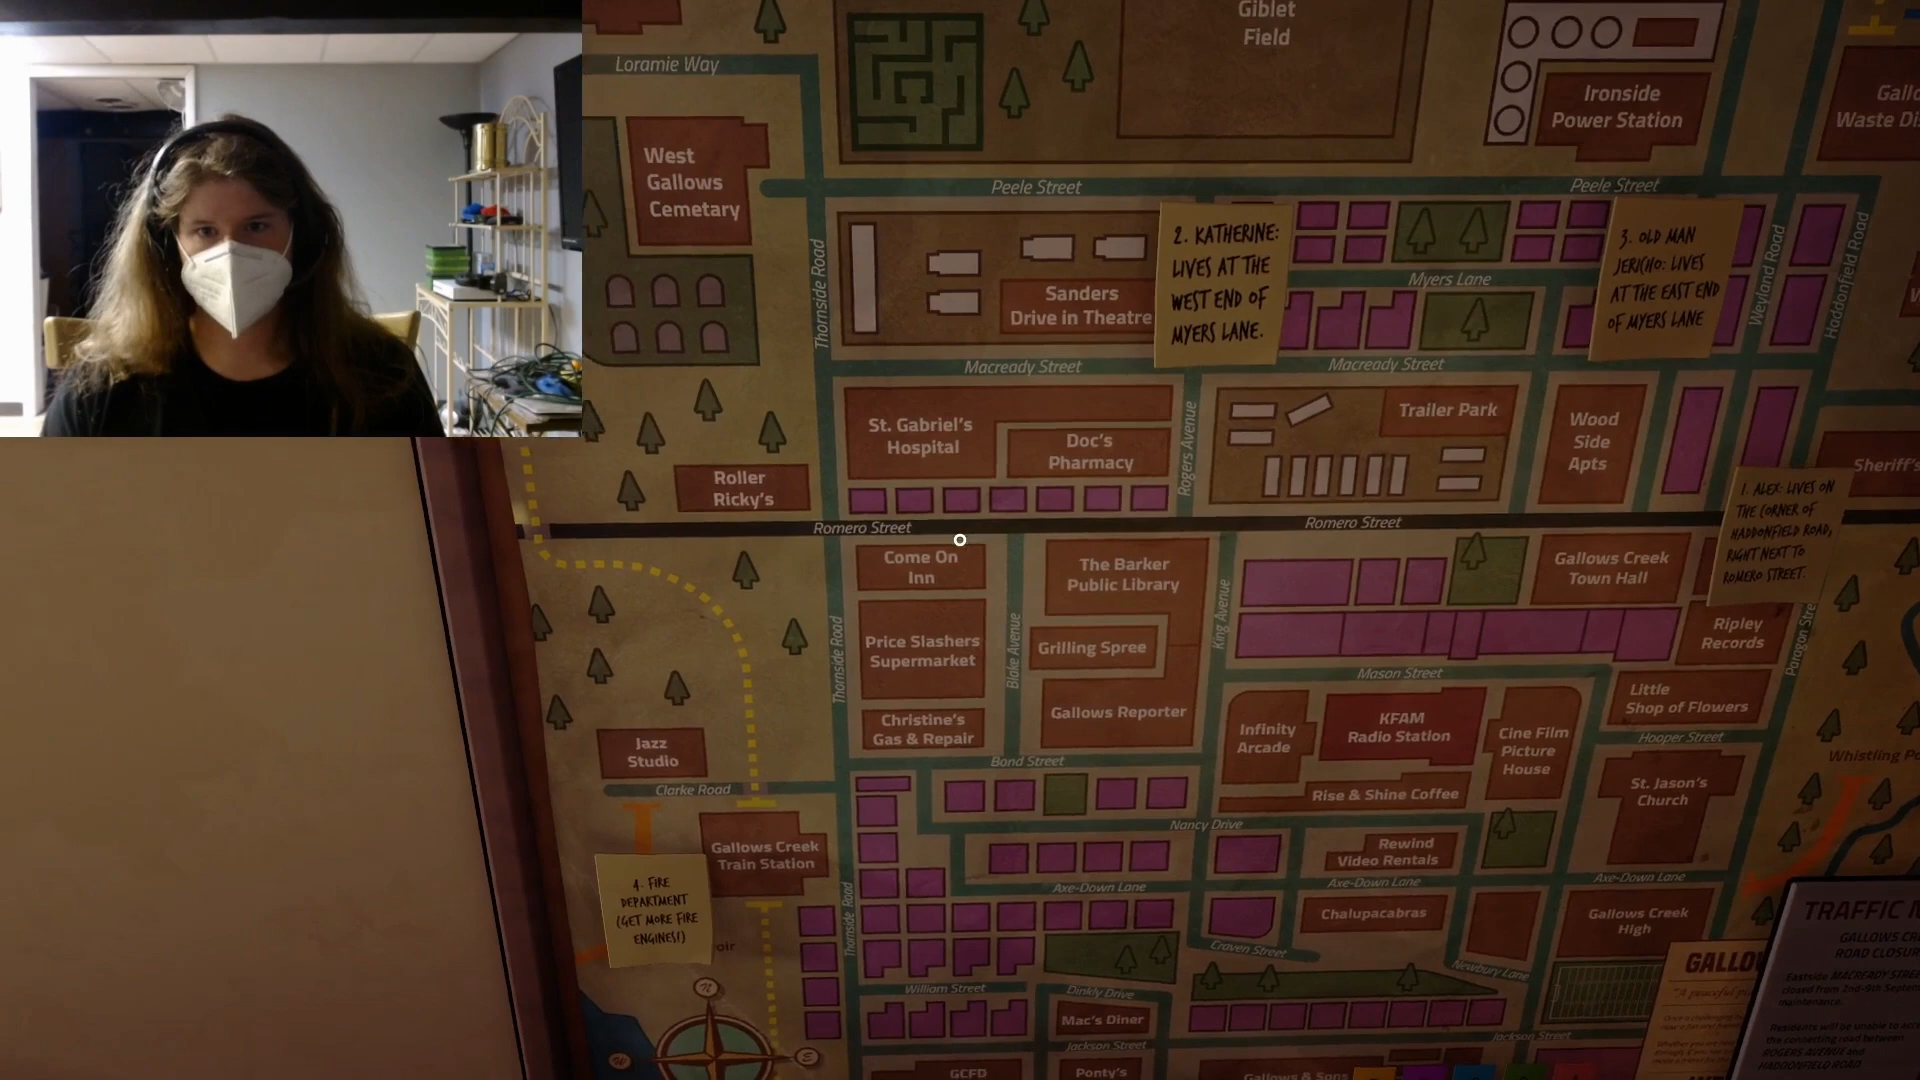 Giblet
Field
Loramie Way
Ironside
Power Station
West
Gallows
Cemetary
Peele Street
Peele Street
Thornside Road
2. KATHERINE:
LIVES AT THE
WEST END OF
MYERS LANE.
3. OLD MAN
JERICHO: LIVES
AT THE EAST END
OF MYERS LANE
Weyland Road
Haddonfield Road
Myers Lane
Sanders
Drive in Theatre
Macready Street
Macready Street
St. Gabriel's
Hospital
Doc's
Pharmacy
Rogers Avenue
Trailer Park
Wood
Side
Apts
Sheriff's
Roller
Ricky's
1. ALEX: LIVES ON
THE CORNER OF
HADDONFIELD ROAD,
RIGHT NEXT TO
ROMERO STREET.
Romero Street
Romero Street
Come On
Inn
The Barker
Public Library
Gallows Creek
Town Hall
King Avenue
Price Slashers
Supermarket
Thornside Road
Blake Avenue
Grilling Spree
Ripley
Records
Mason Street
Little
Shop of Flowers
Christine's
Gas & Repair
Gallows Reporter
Infinity
Arcade
KFAM
Radio Station
Cine Film
Picture
House
Hooper Street
Jazz
Studio
Bond Street
Clarke Road
Rise & Shine Coffee
St. Jason's
Church
Nancy Drive
Gallows Creek
Train Station
Rewind
Video Rentals
Axe-Down Lane
Axe-Down Lane
Axe-Down Lane
4. FIRE
DEPARTMENT
(GET MORE FIRE
ENGINES!)
Thornside Road
Chalupacabras
Gallows Creek
High
Craven Street
Newbury Lane
William Street
Dinkly Drive
N
W
E
Mac's Diner
Jackson Street
Jackson Street
GCFD
Ponty's
Gallows & Sons
TRAFFIC
ROAD CLOSU
ROGERS AVENUE and
HADDONFIELD ROAD